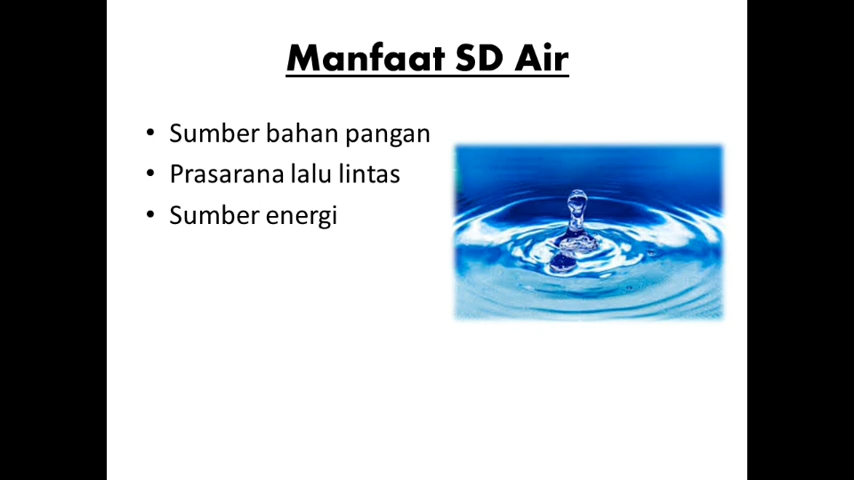 Manfaat SD Air
• Sumber bahan pangan
• Prasarana lalu lintas
• Sumber energi